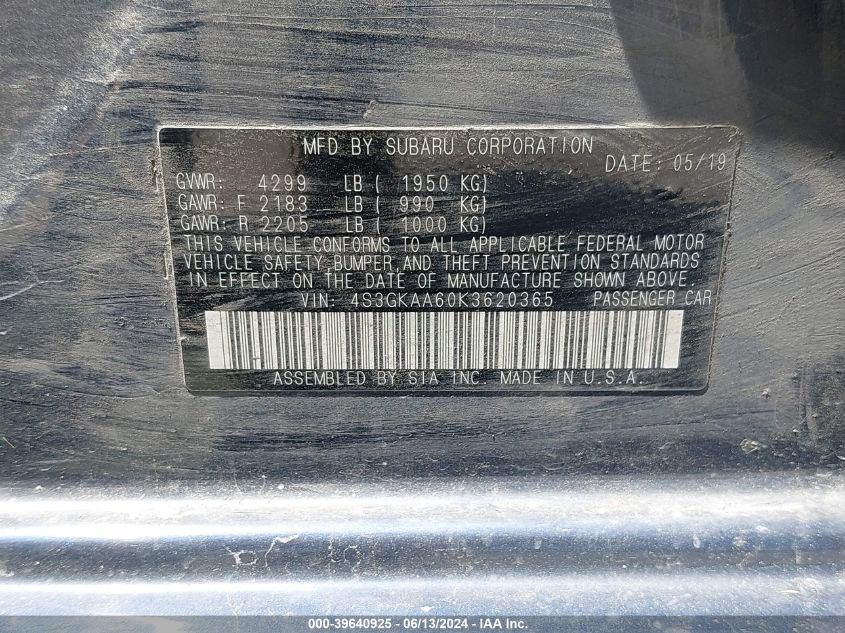 MFD BY SUBARU CORPORATION
DATE: 05/19
GVWR: 4299 LB ( 1950 KG)
GAWR: F 2183 LB ( 990 KG)
GAWR: R 2205 LB ( 1000 KG)
THIS VEHICLE CONFORMS TO ALL APPLICABLE FEDERAL MOTOR
VEHICLE SAFETY, BUMPER, AND THEFT PREVENTION STANDARDS
IN EFFECT ON THE DATE OF MANUFACTURE SHOWN ABOVE.
VIN: 4S3GKAA60K3620365 PASSENGER CAR
ASSEMBLED BY SIA INC. MADE IN U.S.A.
000-39640925 - 06/13/2024 - IAA Inc.